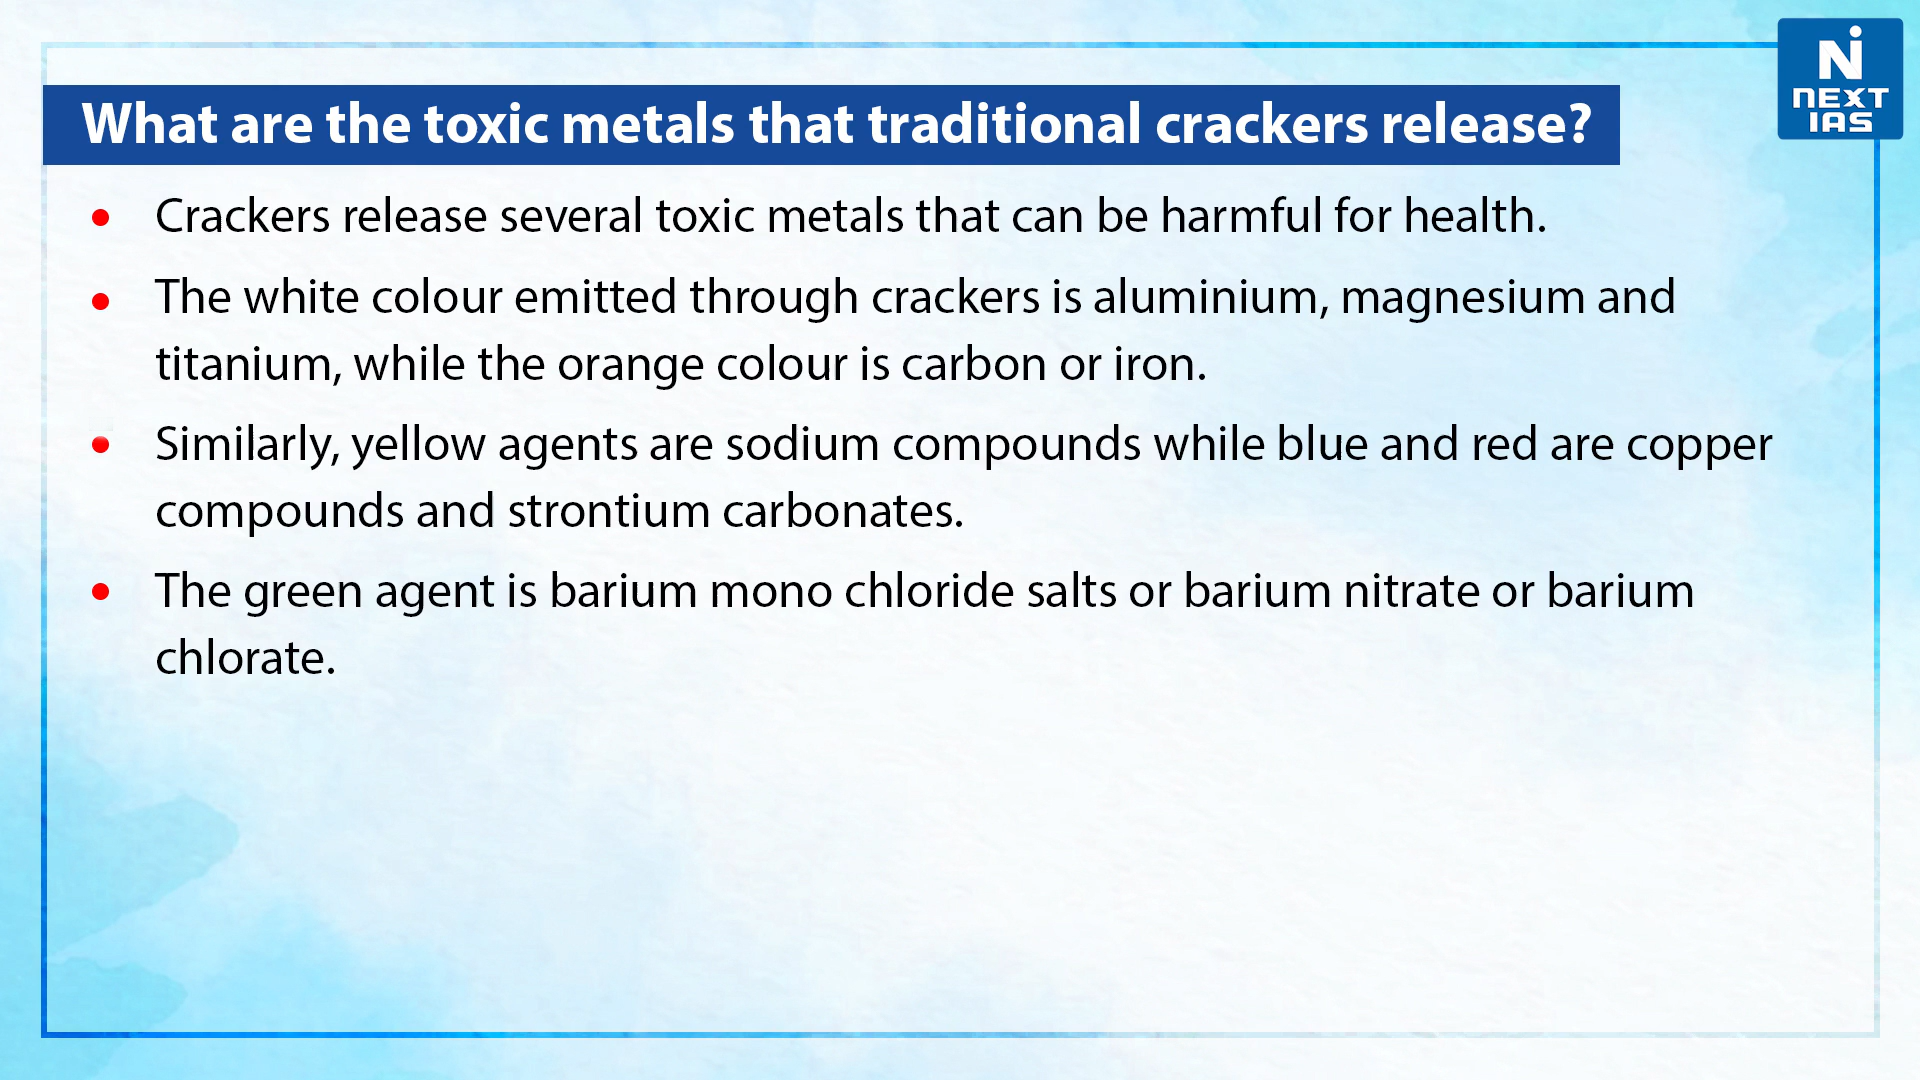 NEXT
IAS
What are the toxic metals that traditional crackers release?
Crackers release several toxic metals that can be harmful for health.
The white colour emitted through crackers is aluminium, magnesium and
titanium, while the orange colour is carbon or iron.
Similarly, yellow agents are sodium compounds while blue and red are copper
compounds and strontium carbonates.
The green agent is barium mono chloride salts or barium nitrate or barium
chlorate.